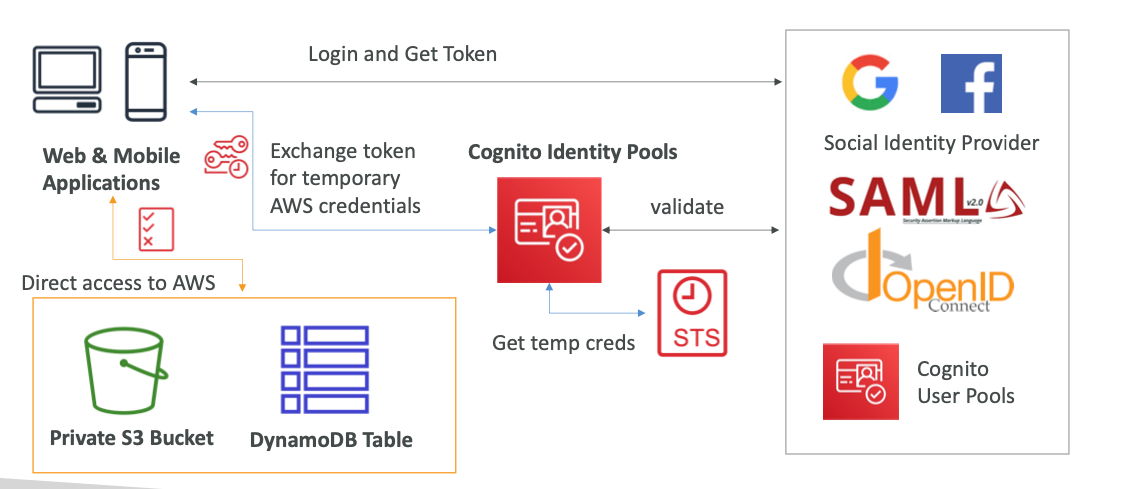 Login and Get Token
Web & Mobile
Applications
Exchange token
for temporary
AWS credentials
Cognito Identity Pools
validate
Social Identity Provider
SAML v2.0
Security Assertion Markup Language
OpenID
Connect
Direct access to AWS
Get temp creds
STS
Cognito
User Pools
Private S3 Bucket
DynamoDB Table